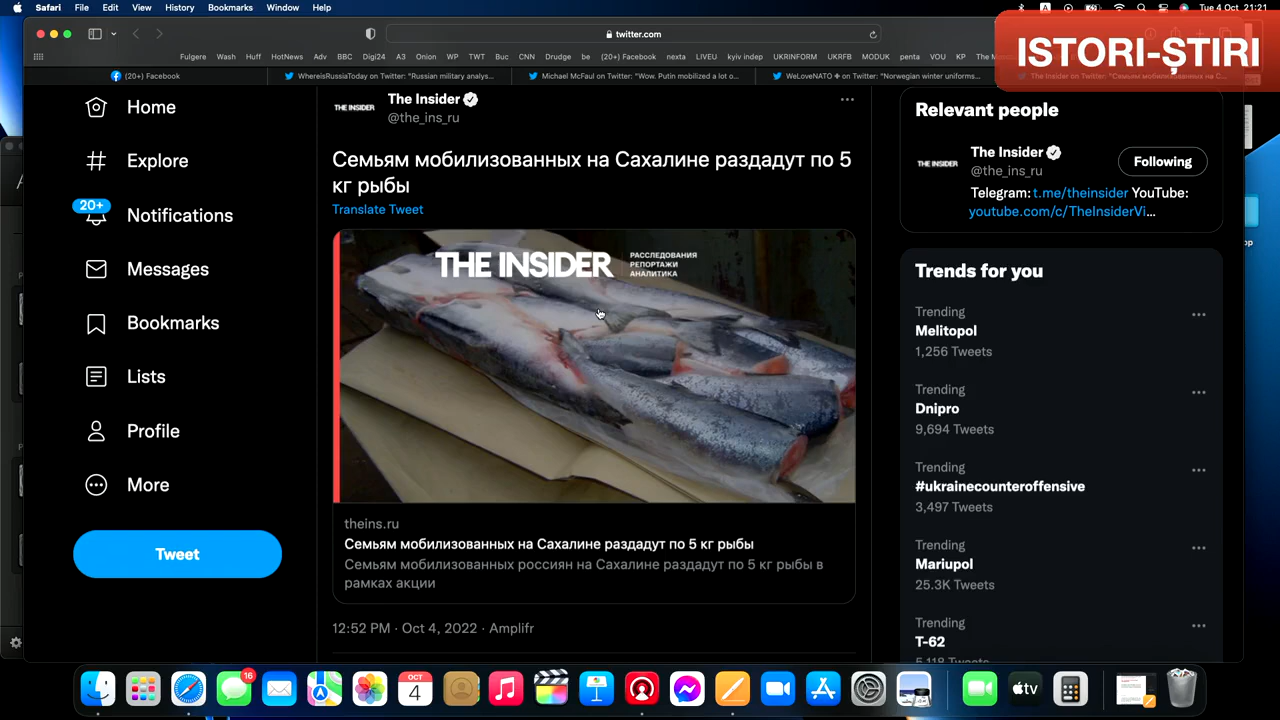 Safari File Edit View History Bookmarks Window Help
Tue 4 Oct 21:21
ISTORI-ȘTIRI
twitter.com
Fulgere Wash Huff HotNews Adv BBC Digi24 A3 Onion WP TWT Buc CNN Drudge be (20+) Facebook nexta LIVEU kyiv indep UKRINFORM UKRFB MODUK penta VOU KP
(20+) Facebook
WhereisRussiaToday on Twitter: "Russian military analys...
Michael McFaul on Twitter: "Wow. Putin mobilized a lot o...
WeLoveNATO on Twitter: "Norwegian winter uniforms...
Home
Explore
20+
Notifications
Messages
Bookmarks
Lists
Profile
More
Tweet
THE INSIDER
The Insider
@the_ins_ru
Семьям мобилизованных на Сахалине раздадут по 5
кг рыбы
Translate Tweet
THE INSIDER
РАССЛЕДОВАНИЯ
РЕПОРТАЖИ
АНАЛИТИКА
theins.ru
Семьям мобилизованных на Сахалине раздадут по 5 кг рыбы
Семьям мобилизованных россиян на Сахалине раздадут по 5 кг рыбы в
рамках акции
12:52 PM · Oct 4, 2022 · Amplifr
Relevant people
THE INSIDER
The Insider
@the_ins_ru
Following
Telegram: t.me/theinsider YouTube:
youtube.com/c/TheInsiderVi...
Trends for you
Trending
Melitopol
1,256 Tweets
Trending
Dnipro
9,694 Tweets
Trending
#ukrainecounteroffensive
3,497 Tweets
Trending
Mariupol
25.3K Tweets
Trending
T-62
16
OCT
4
tv